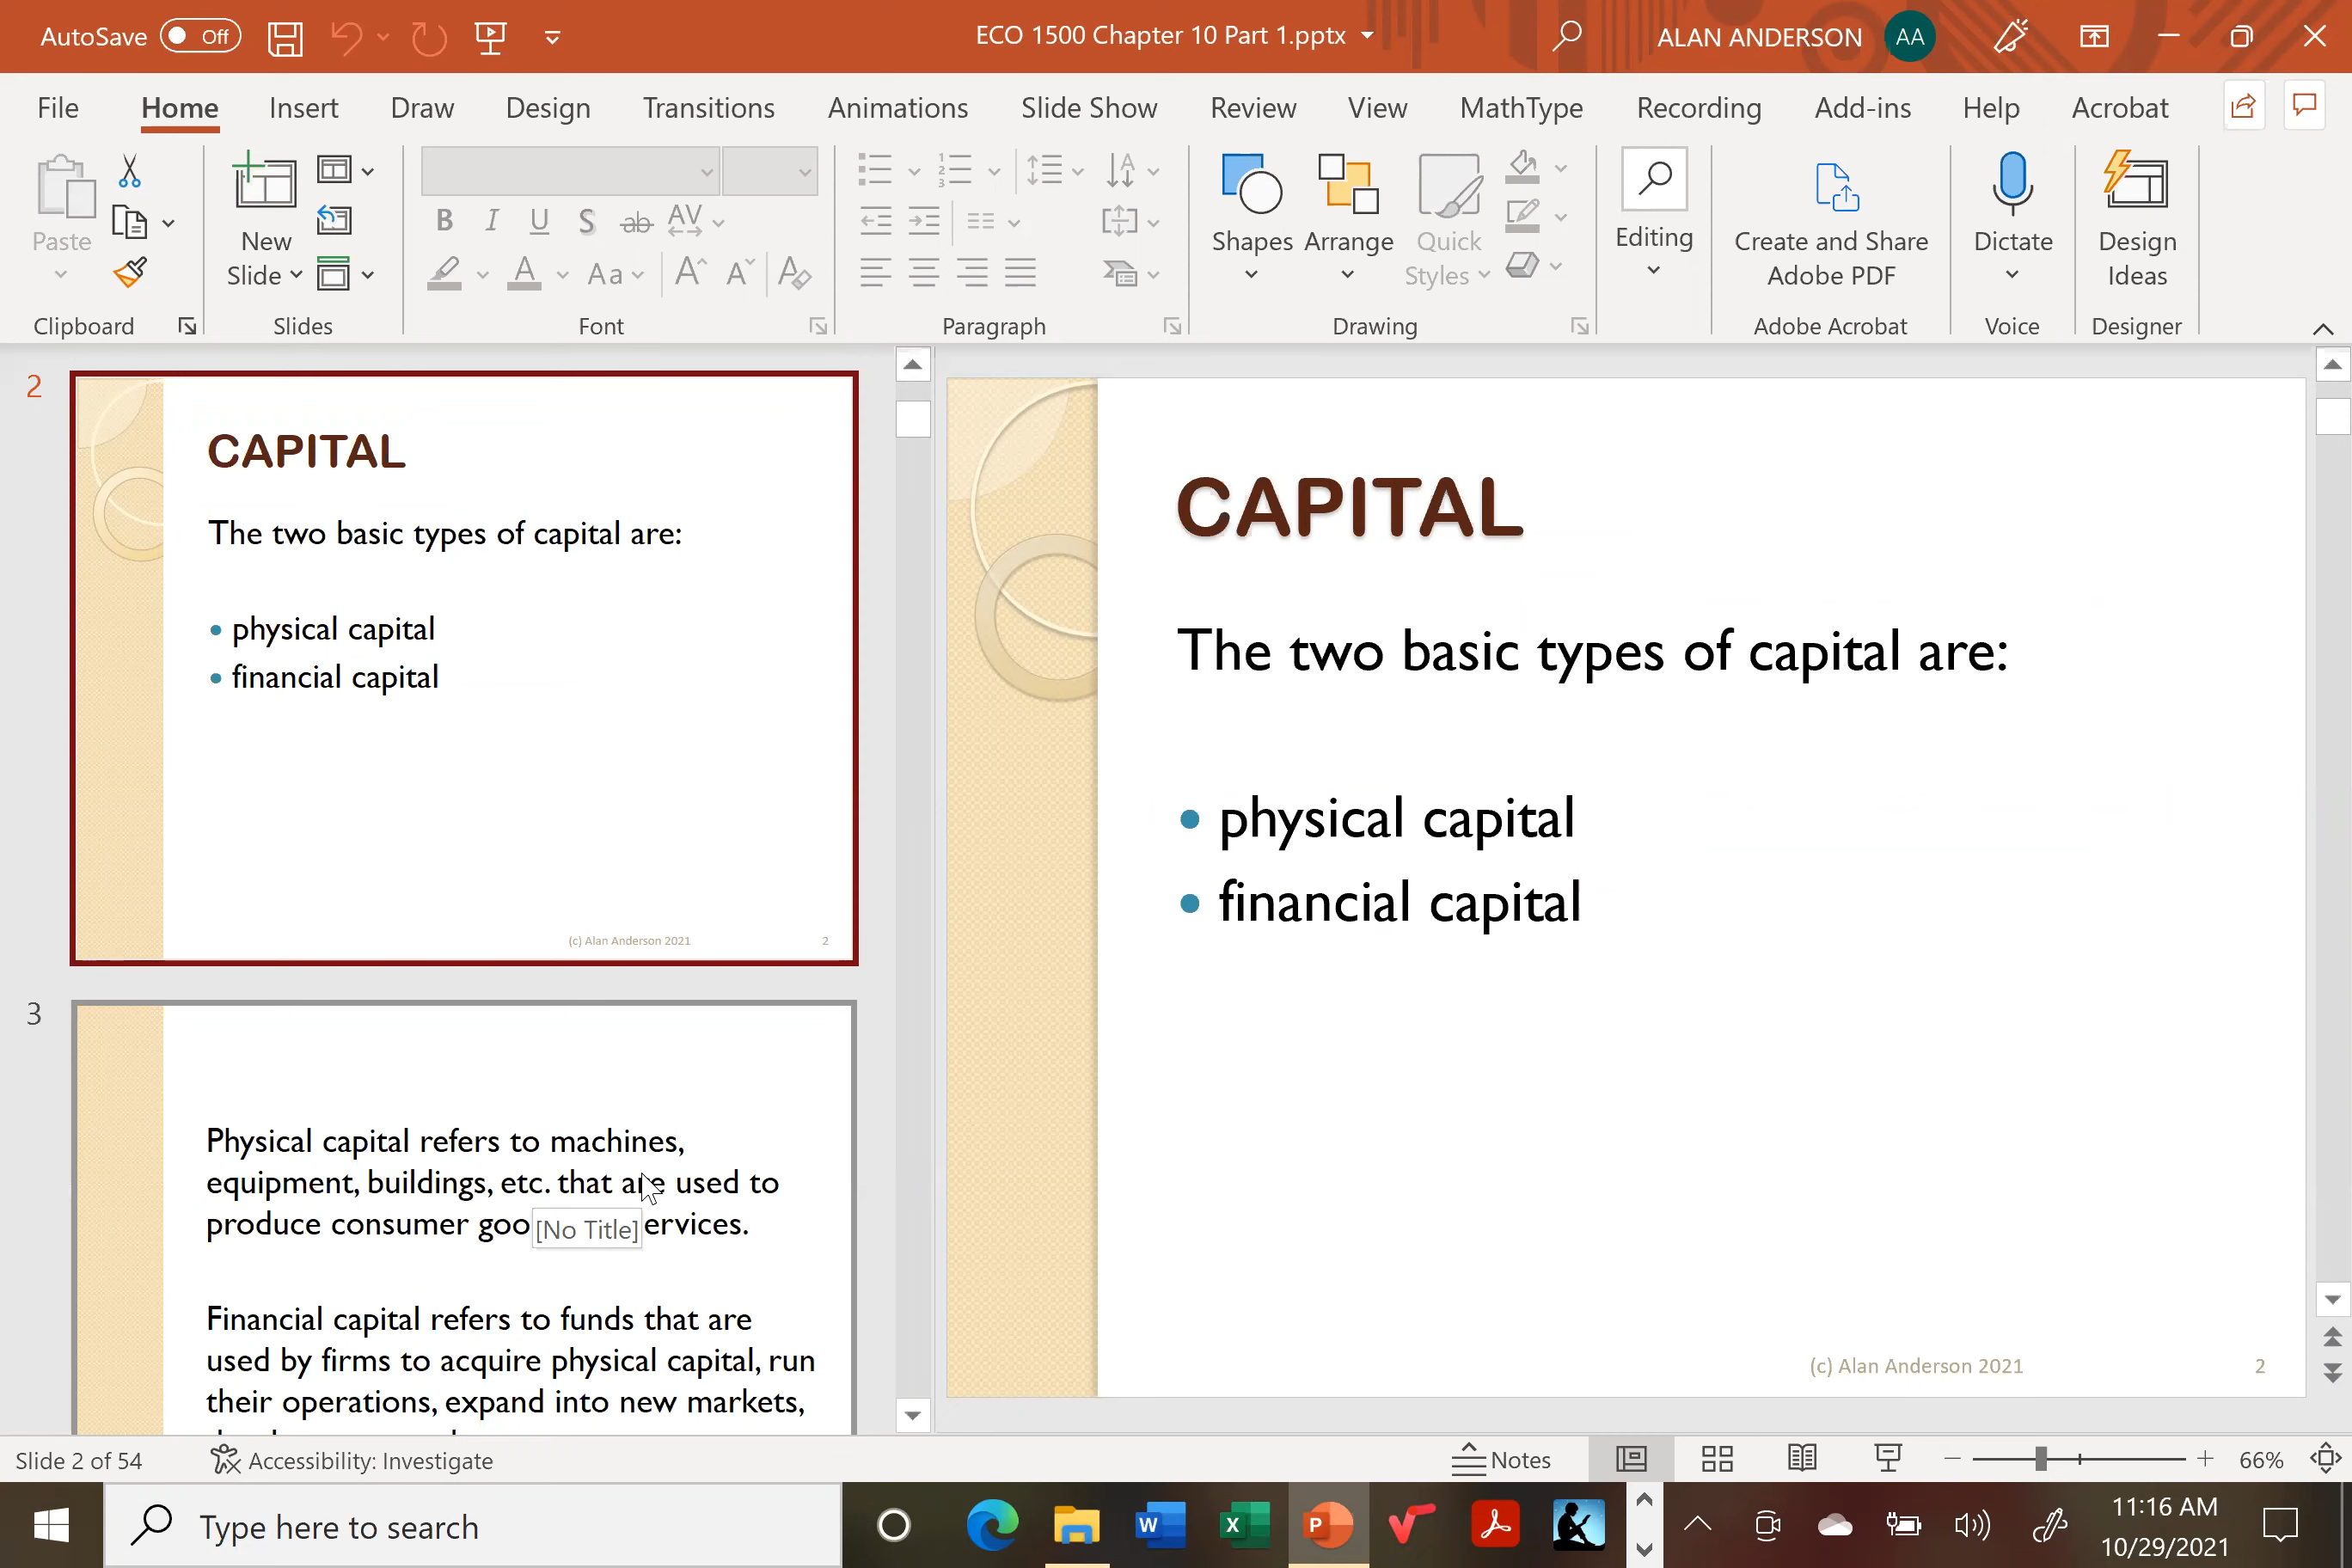 AutoSave Off
ECO 1500 Chapter 10 Part 1.pptx
ALAN ANDERSON AA
File Home Insert Draw Design Transitions Animations Slide Show Review View MathType Recording Add-ins Help Acrobat
Paste
Clipboard
New
Slide
Slides
B I U S ab AV
A Aa A A A
Font
Paragraph
Shapes
Arrange
Quick
Styles
Drawing
Editing
Create and Share
Adobe PDF
Adobe Acrobat
Dictate
Voice
Design
Ideas
Designer
2
CAPITAL
The two basic types of capital are:
• physical capital
• financial capital
(c) Alan Anderson 2021 2
3
Physical capital refers to machines,
equipment, buildings, etc. that are used to
produce consumer goo
[No Title]
ervices.
Financial capital refers to funds that are
used by firms to acquire physical capital, run
their operations, expand into new markets,
CAPITAL
The two basic types of capital are:
• physical capital
• financial capital
(c) Alan Anderson 2021 2
Slide 2 of 54 Accessibility: Investigate Notes 66%
Type here to search
11:16 AM
10/29/2021